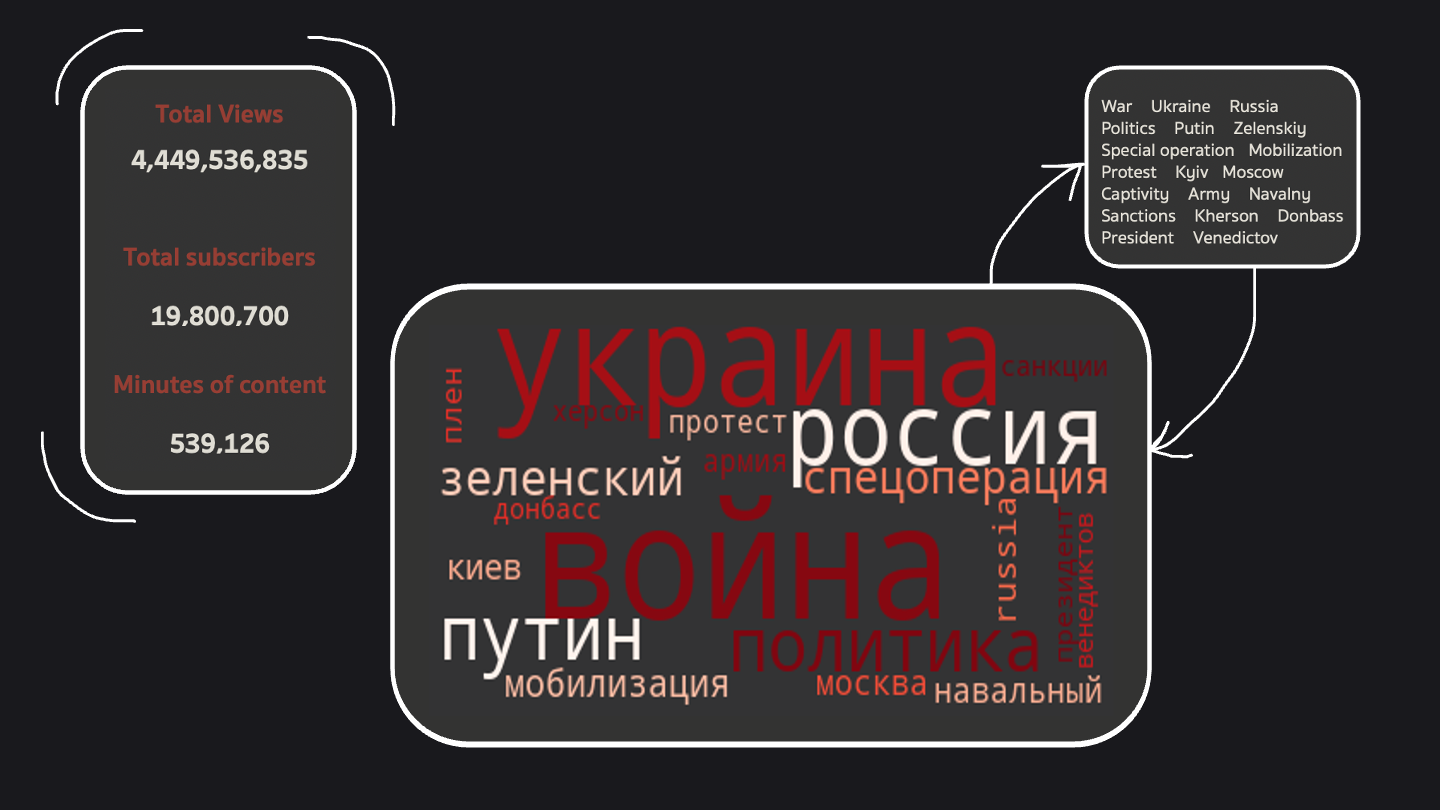 Total Views
4,449,536,835
Total subscribers
19,800,700
Minutes of content
539,126
War Ukraine Russia
Politics Putin Zelenskiy
Special operation Mobilization
Protest Kyiv Moscow
Captivity Army Navalny
Sanctions Kherson Donbass
President Venedictov
украина
санкции
плен
херсон
протест
россия
армия
зеленский
спецоперация
донбасс
война
russia
президент
венедиктов
киев
путин
политика
мобилизация
москва
навальный